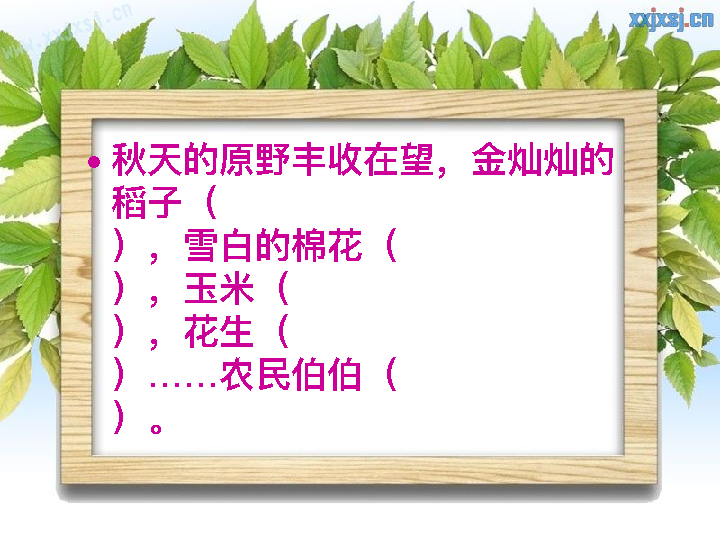 xxjxsj.cn
www.xxjxsj.cn
•秋天的原野丰收在望，金灿灿的
稻子（
），雪白的棉花（
），玉米（
），花生（
）……农民伯伯（
）。